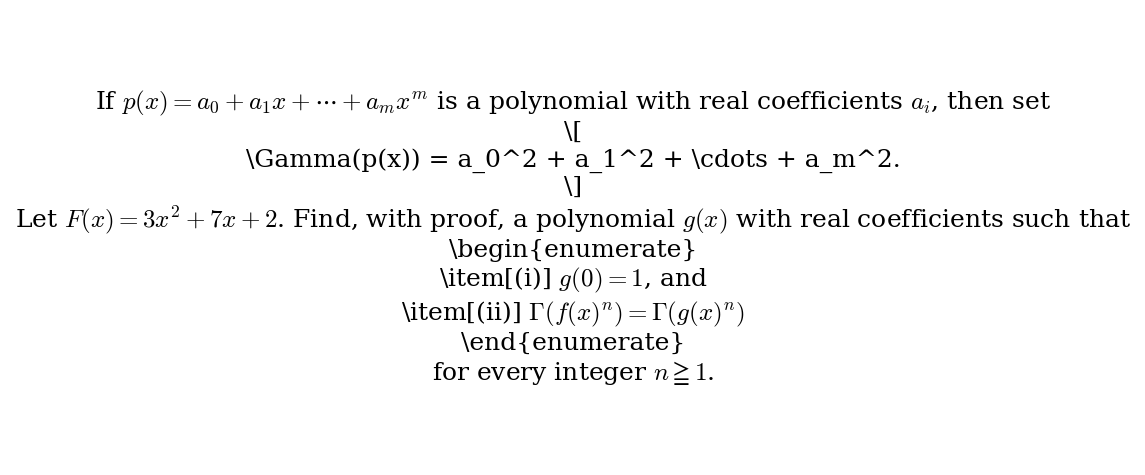 If $p(x) = a_0 + a_1x + \cdots + a_mx^m$ is a polynomial with real coefficients $a_i$, then set
\[
\Gamma(p(x)) = a_0^2 + a_1^2 + \cdots + a_m^2.
\]
Let $F(x) = 3x^2 + 7x + 2$. Find, with proof, a polynomial $g(x)$ with real coefficients such that
\begin{enumerate}
\item[(i)] $g(0) = 1$, and
\item[(ii)] $\Gamma(f(x)^n) = \Gamma(g(x)^n)$
\end{enumerate}
for every integer $n \geqq 1$.